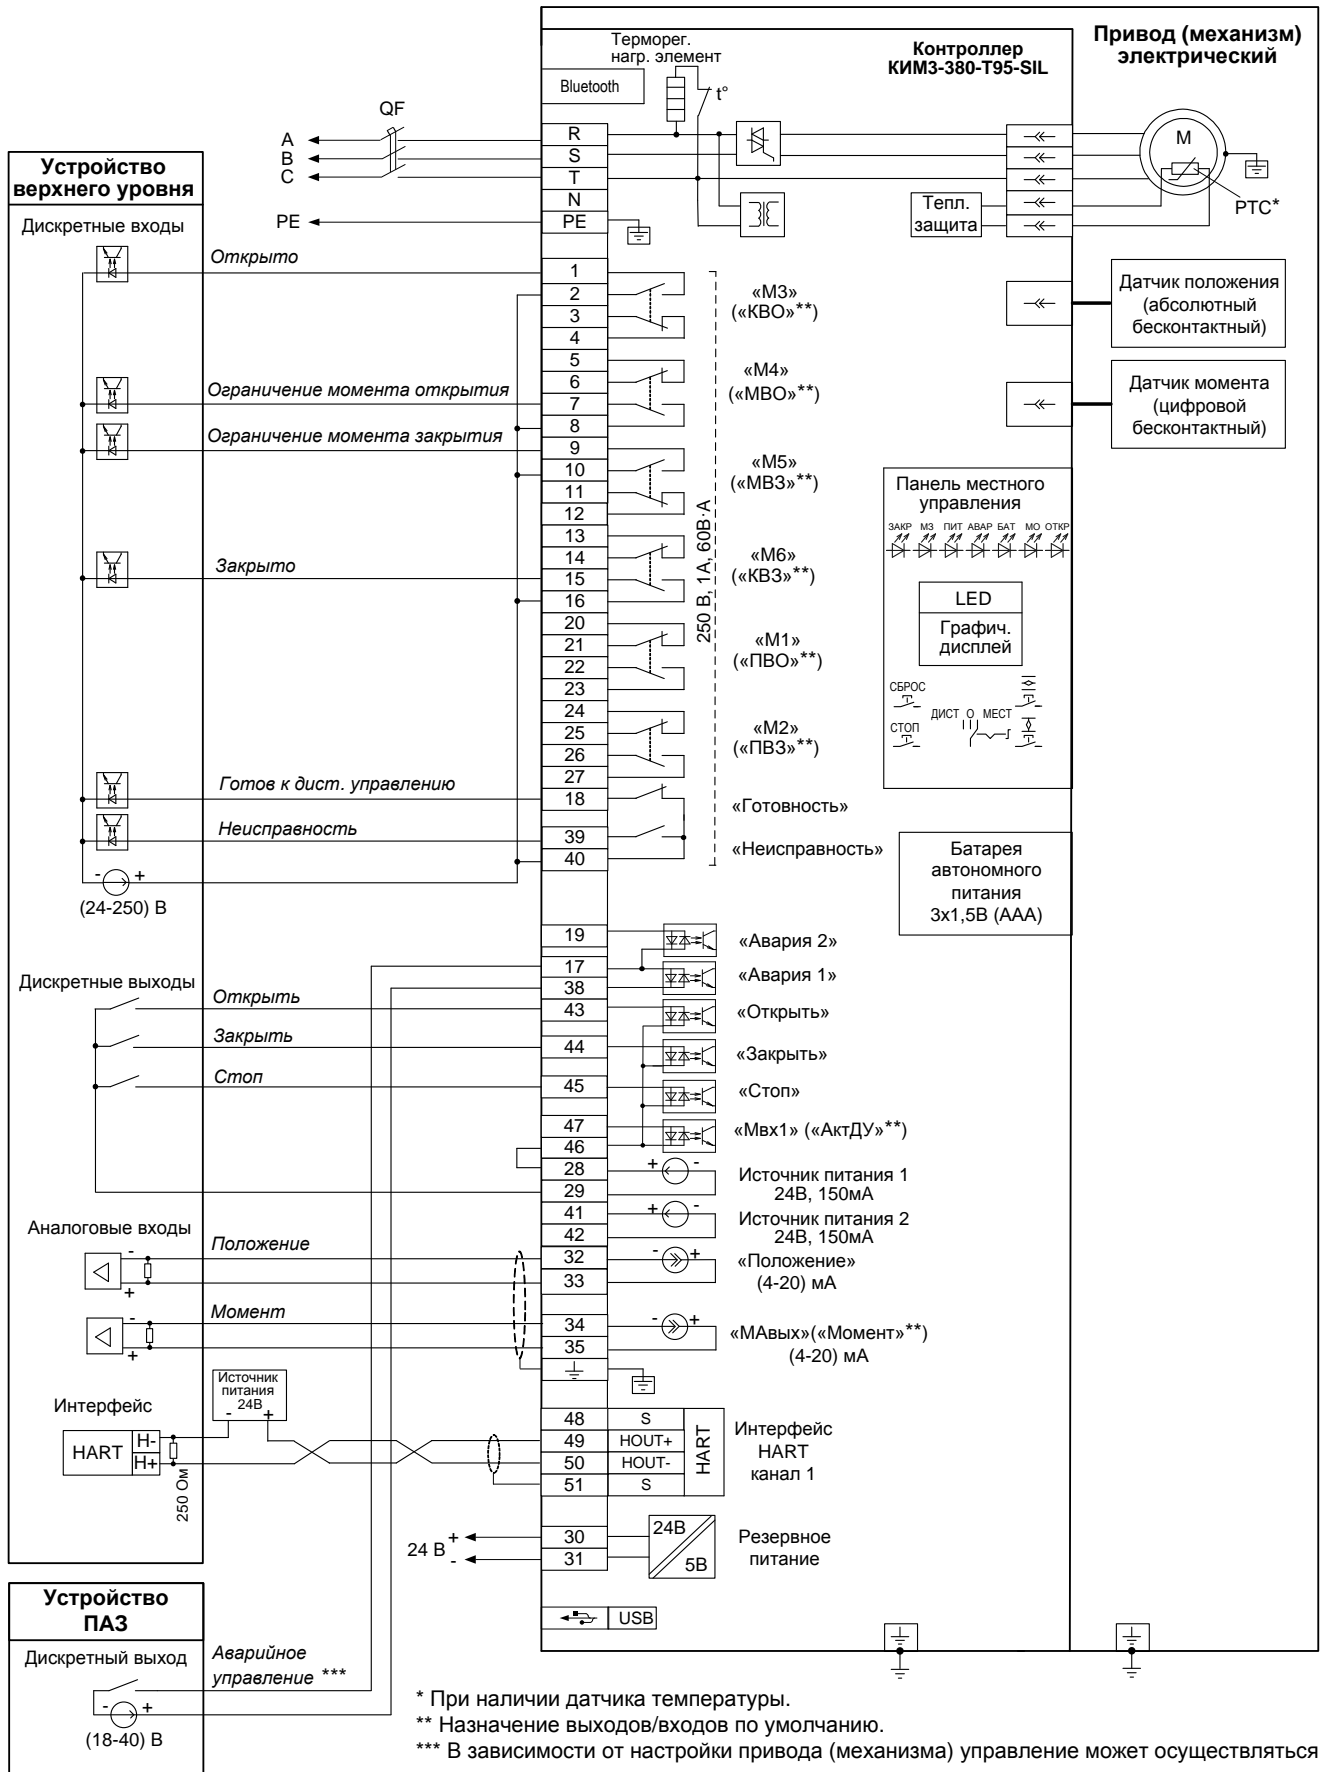 Привод (механизм)
электрический
Контроллер
КИМ3-380-Т95-SIL
Терморег.
нагр. элемент
Bluetooth
t°
QF
A
B
C
PE
R
S
T
N
PE
M
PTC*
Тепл.
защита
Устройство
верхнего уровня
Дискретные входы
Открыто
Ограничение момента открытия
Ограничение момента закрытия
Закрыто
Готов к дист. управлению
Неисправность
- +
(24-250) В
1
2
3
4
5
6
7
8
9
10
11
12
13
14
15
16
20
21
22
23
24
25
26
27
18
39
40
«М3»
(«КВО»**)
«М4»
(«МВО»**)
«М5»
(«МВЗ»**)
«М6»
(«КВЗ»**)
«М1»
(«ПВО»**)
«М2»
(«ПВЗ»**)
«Готовность»
«Неисправность»
250 В, 1А, 60В·А
Датчик положения
(абсолютный
бесконтактный)
Датчик момента
(цифровой
бесконтактный)
Панель местного
управления
ЗАКР МЗ ПИТ АВАР БАТ МО ОТКР
LED
Графич.
дисплей
СБРОС
ДИСТ О МЕСТ
СТОП
Батарея
автономного
питания
3х1,5В (ААА)
Дискретные выходы
Открыть
Закрыть
Стоп
19
17
38
43
44
45
47
46
28
29
41
42
32
33
34
35
«Авария 2»
«Авария 1»
«Открыть»
«Закрыть»
«Стоп»
«Мвх1» («АктДУ»**)
+ -
Источник питания 1
24В, 150мА
+ -
Источник питания 2
24В, 150мА
- +
«Положение»
(4-20) мА
- +
«МАвых»(«Момент»**)
(4-20) мА
Аналоговые входы
Положение
-
+
Момент
-
+
Источник
питания
24В
- +
Интерфейс
HART
H-
H+
250 Ом
48 S
49 HOUT+
50 HOUT-
51 S
HART
Интерфейс
HART
канал 1
24 В
+
-
30
31
24В
5В
Резервное
питание
USB
Устройство
ПАЗ
Дискретный выход
Аварийное
управление ***
- +
(18-40) В
* При наличии датчика температуры.
** Назначение выходов/входов по умолчанию.
*** В зависимости от настройки привода (механизма) управление может осуществляться